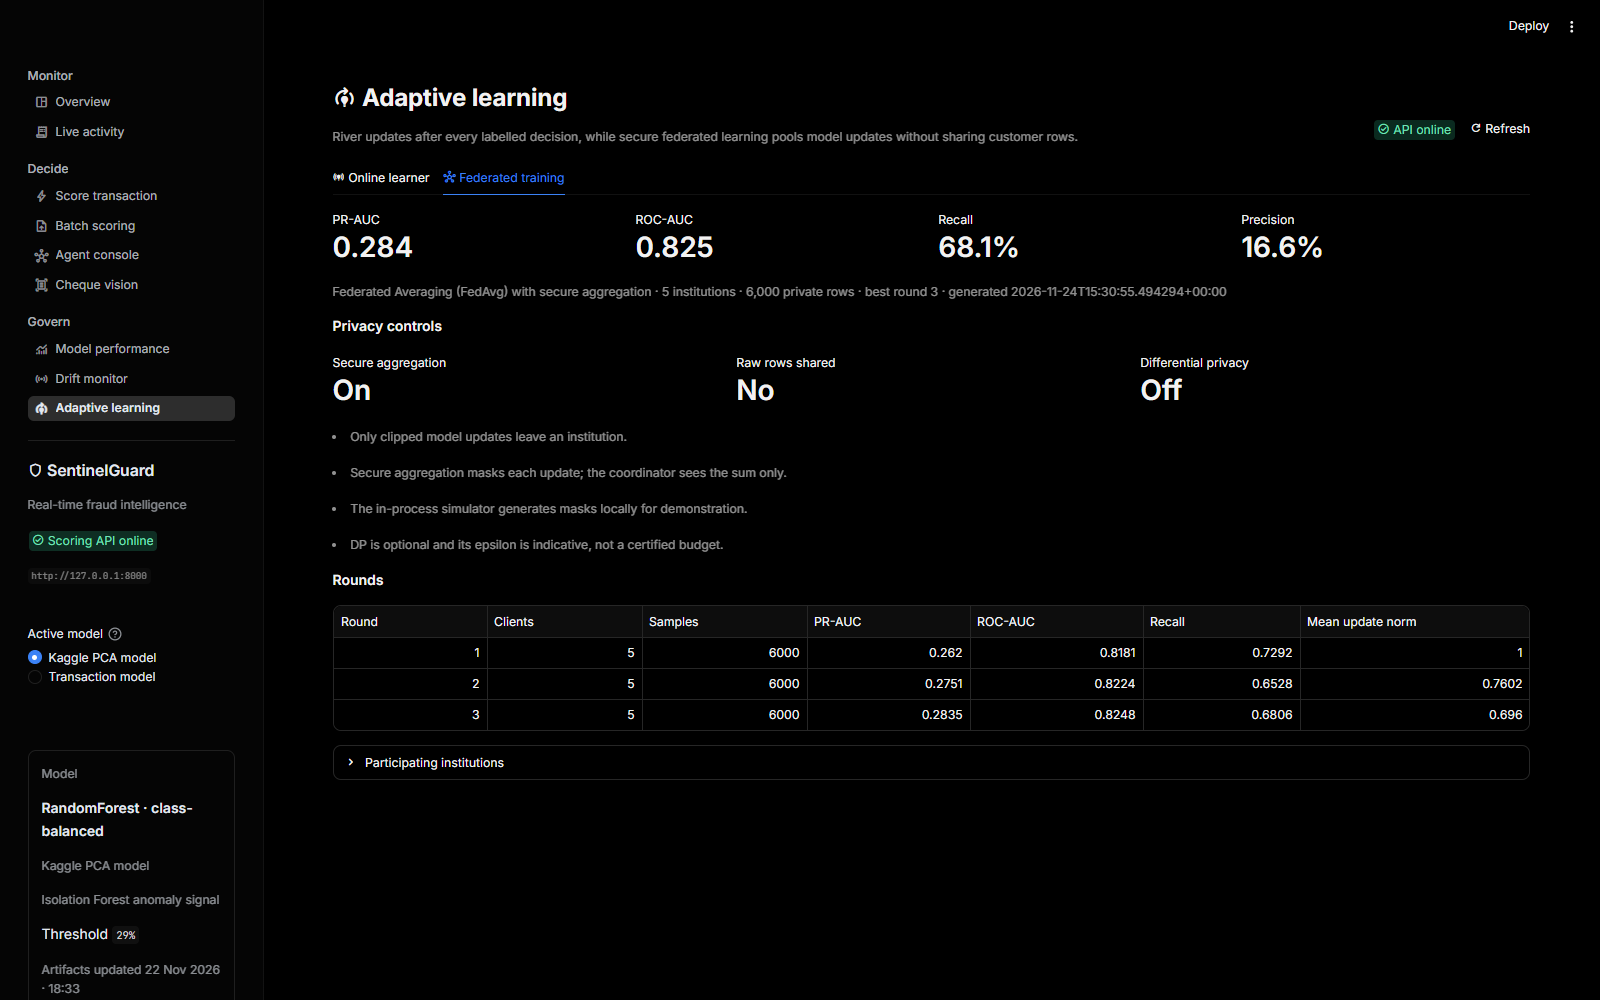 Deploy
Monitor
Overview
Live activity
Decide
Score transaction
Batch scoring
Agent console
Cheque vision
Govern
Model performance
Drift monitor
Adaptive learning
SentinelGuard
Real-time fraud intelligence
Scoring API online
http://127.0.0.1:8000
Active model
Kaggle PCA model
Transaction model
Model
RandomForest · class-
balanced
Kaggle PCA model
Isolation Forest anomaly signal
Threshold 29%
Artifacts updated 22 Nov 2026
· 18:33
Adaptive learning
River updates after every labelled decision, while secure federated learning pools model updates without sharing customer rows.
API online
Refresh
Online learner Federated training
PR-AUC ROC-AUC Recall Precision
0.284 0.825 68.1% 16.6%
Federated Averaging (FedAvg) with secure aggregation · 5 institutions · 6,000 private rows · best round 3 · generated 2026-11-24T15:30:55.494294+00:00
Privacy controls
Secure aggregation Raw rows shared Differential privacy
On No Off
• Only clipped model updates leave an institution.
• Secure aggregation masks each update; the coordinator sees the sum only.
• The in-process simulator generates masks locally for demonstration.
• DP is optional and its epsilon is indicative, not a certified budget.
Rounds
Round Clients Samples PR-AUC ROC-AUC Recall Mean update norm
1 5 6000 0.262 0.8181 0.7292 1
2 5 6000 0.2751 0.8224 0.6528 0.7602
3 5 6000 0.2835 0.8248 0.6806 0.696
Participating institutions